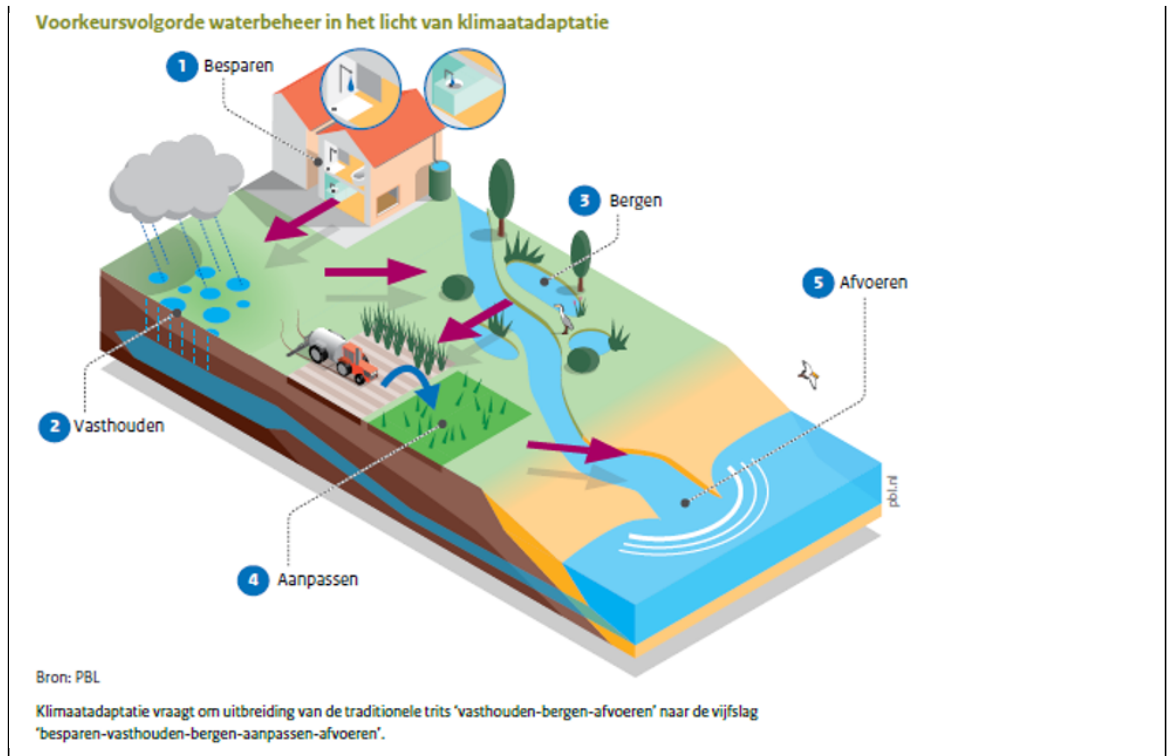 Voorkeursvolgorde waterbeheer in het licht van klimaatadaptatie
1 Besparen
3 Bergen
5 Afvoeren
2 Vasthouden
4 Aanpassen
pbl.nl
Bron: PBL
Klimaatadaptatie vraagt om uitbreiding van de traditionele trits ‘vasthouden-bergen-afvoeren’ naar de vijfslag
‘besparen-vasthouden-bergen-aanpassen-afvoeren’.